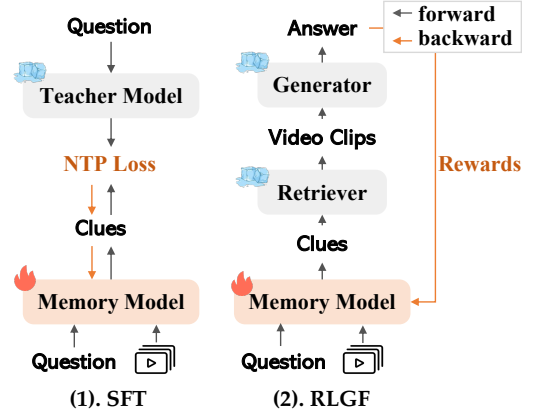 Question
Teacher Model
NTP Loss
Clues
Memory Model
Question
(1). SFT
Answer
forward
backward
Generator
Video Clips
Rewards
Retriever
Clues
Memory Model
Question
(2). RLGF